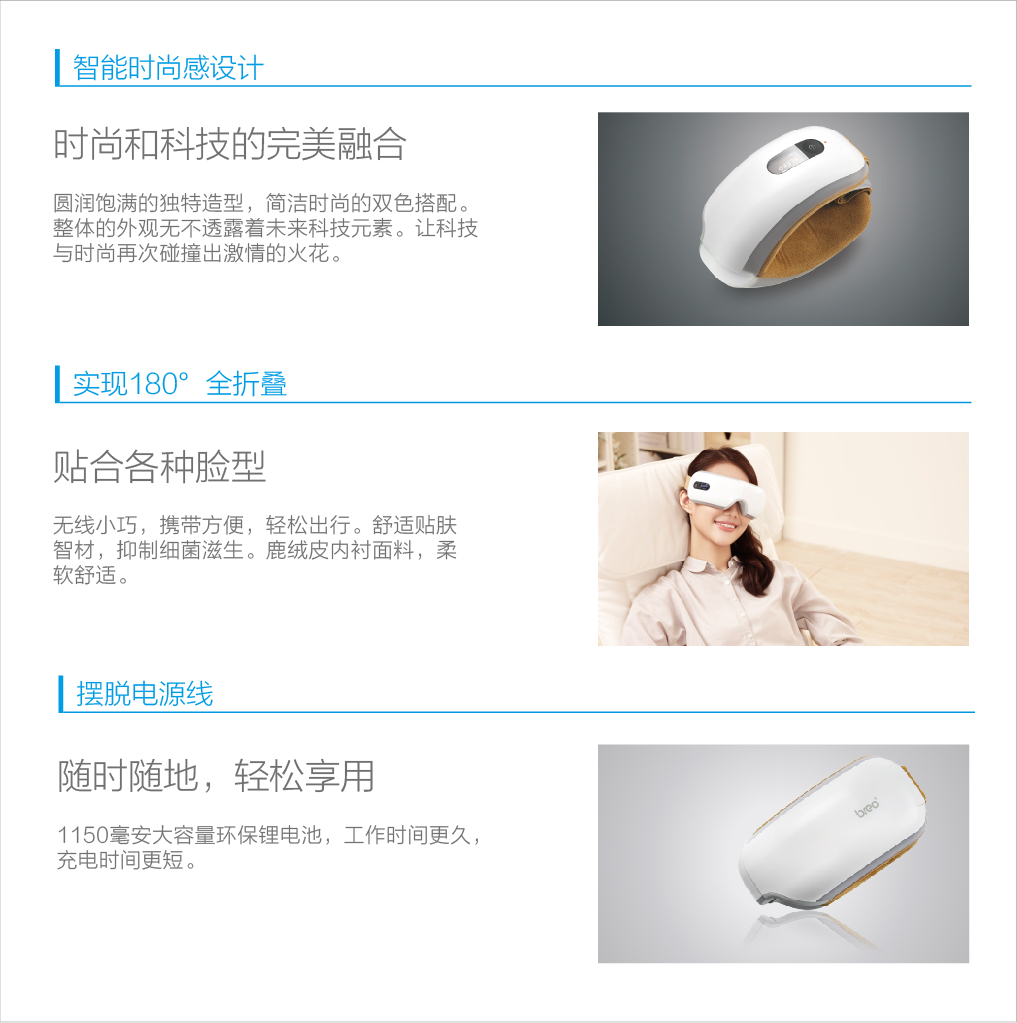 智能时尚感设计
时尚和科技的完美融合
圆润饱满的独特造型，简洁时尚的双色搭配。
整体的外观无不透露着未来科技元素。让科技
与时尚再次碰撞出激情的火花。
实现180°全折叠
贴合各种脸型
无线小巧，携带方便，轻松出行。舒适贴肤
智材，抑制细菌滋生。鹿绒皮内衬面料，柔
软舒适。
摆脱电源线
随时随地，轻松享用
breo
1150毫安大容量环保锂电池，工作时间更久，
充电时间更短。